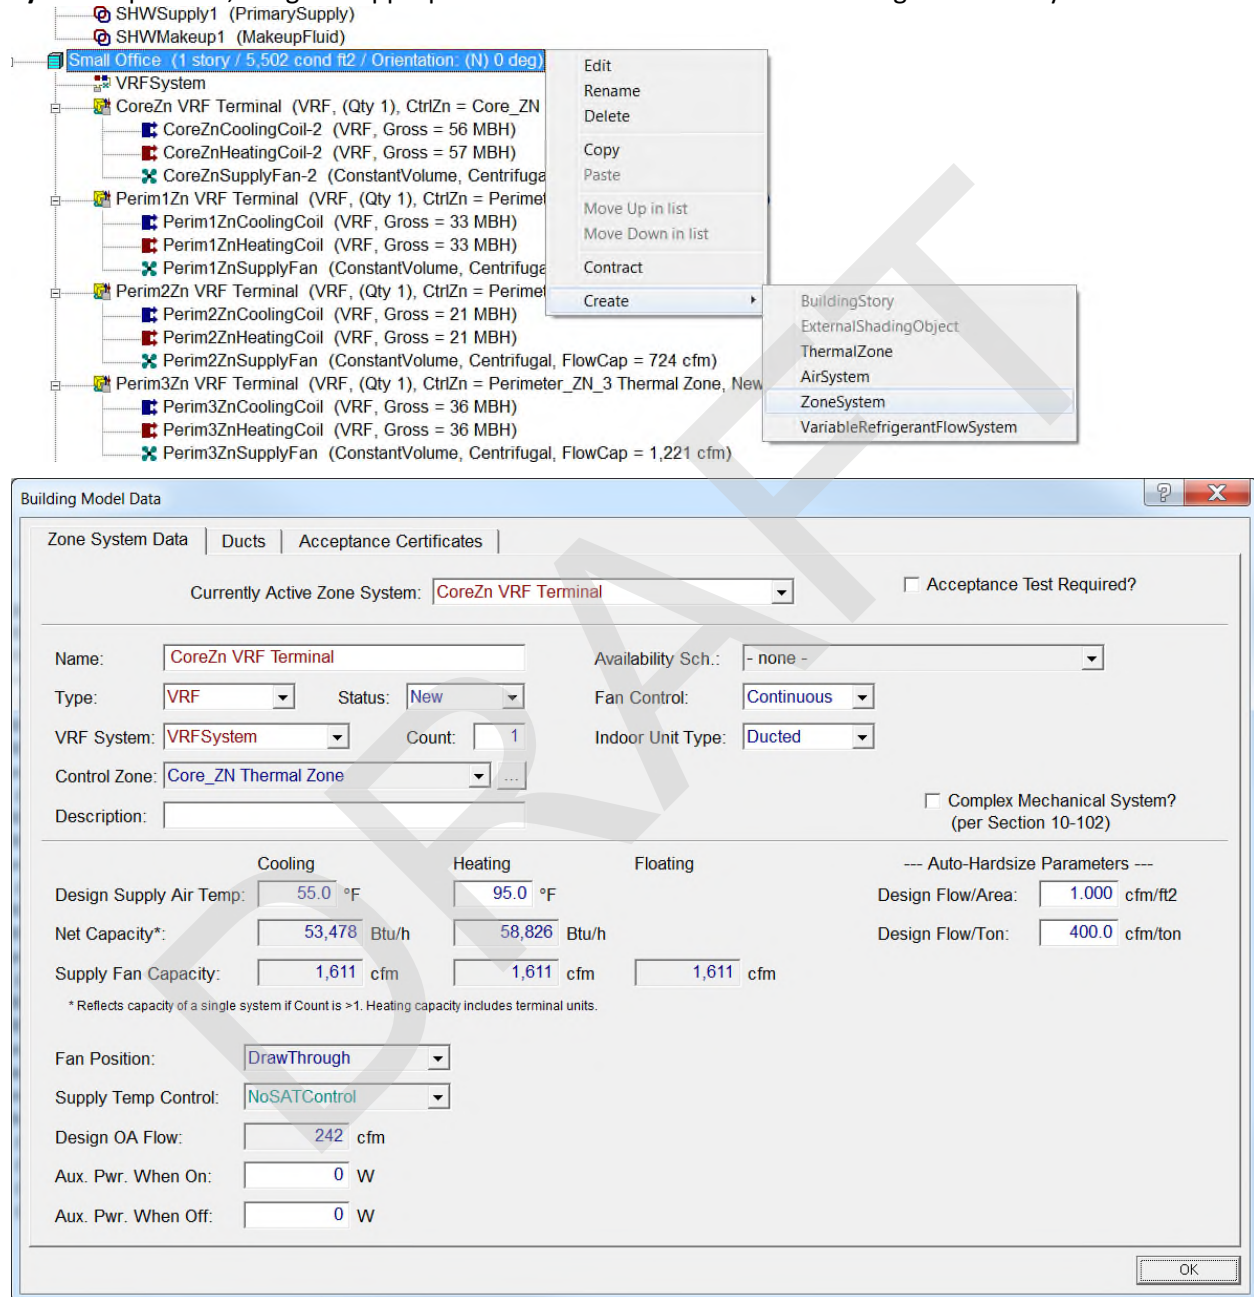 SHWSupply1 (PrimarySupply)
SHWMakeup1 (MakeupFluid)
Small Office (1 story / 5,502 cond ft2 / Orientation: (N) 0 deg)
VRFSystem
CoreZn VRF Terminal (VRF, (Qty 1), CtrlZn = Core_ZN
CoreZnCoolingCoil-2 (VRF, Gross = 56 MBH)
CoreZnHeatingCoil-2 (VRF, Gross = 57 MBH)
CoreZnSupplyFan-2 (ConstantVolume, Centrifuga
Perim1Zn VRF Terminal (VRF, (Qty 1), CtrlZn = Perimet
Perim1ZnCoolingCoil (VRF, Gross = 33 MBH)
Perim1ZnHeatingCoil (VRF, Gross = 33 MBH)
Perim1ZnSupplyFan (ConstantVolume, Centrifuga
Perim2Zn VRF Terminal (VRF, (Qty 1), CtrlZn = Perimet
Perim2ZnCoolingCoil (VRF, Gross = 21 MBH)
Perim2ZnHeatingCoil (VRF, Gross = 21 MBH)
Perim2ZnSupplyFan (ConstantVolume, Centrifugal, FlowCap = 724 cfm)
Perim3Zn VRF Terminal (VRF, (Qty 1), CtrlZn = Perimeter_ZN_3 Thermal Zone, New
Perim3ZnCoolingCoil (VRF, Gross = 36 MBH)
Perim3ZnHeatingCoil (VRF, Gross = 36 MBH)
Perim3ZnSupplyFan (ConstantVolume, Centrifugal, FlowCap = 1,221 cfm)
Edit
Rename
Delete
Copy
Paste
Move Up in list
Move Down in list
Contract
Create
BuildingStory
ExternalShadingObject
ThermalZone
AirSystem
ZoneSystem
VariableRefrigerantFlowSystem
Building Model Data
Zone System Data Ducts Acceptance Certificates
Currently Active Zone System: CoreZn VRF Terminal Acceptance Test Required?
Name: CoreZn VRF Terminal Availability Sch.: - none -
Type: VRF Status: New Fan Control: Continuous
VRF System: VRFSystem Count: 1 Indoor Unit Type: Ducted
Control Zone: Core_ZN Thermal Zone ...
Description: Complex Mechanical System?
(per Section 10-102)
Cooling Heating Floating --- Auto-Hardsize Parameters ---
Design Supply Air Temp: 55.0 °F 95.0 °F Design Flow/Area: 1.000 cfm/ft2
Net Capacity*: 53,478 Btu/h 58,826 Btu/h Design Flow/Ton: 400.0 cfm/ton
Supply Fan Capacity: 1,611 cfm 1,611 cfm 1,611 cfm
* Reflects capacity of a single system if Count is >1. Heating capacity includes terminal units.
Fan Position: DrawThrough
Supply Temp Control: NoSATControl
Design OA Flow: 242 cfm
Aux. Pwr. When On: 0 W
Aux. Pwr. When Off: 0 W
OK
DRAFT